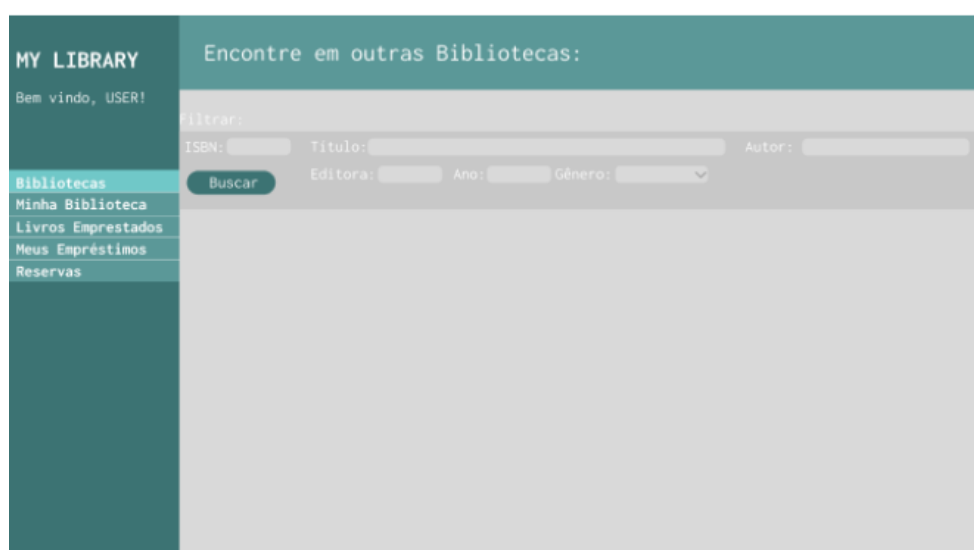 MY LIBRARY
Bem vindo, USER!
Bibliotecas
Minha Biblioteca
Livros Emprestados
Meus Empréstimos
Reservas
Encontre em outras Bibliotecas:
Filtrar:
ISBN: Titulo: Autor:
Buscar Editora: Ano: Gênero: